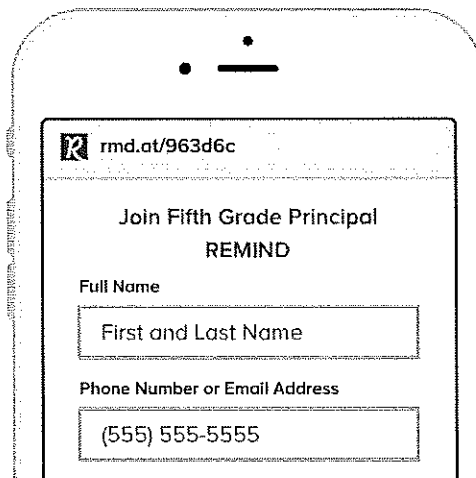 rmd.at/963d6c
Join Fifth Grade Principal
REMIND
Full Name
First and Last Name
Phone Number or Email Address
(555) 555-5555